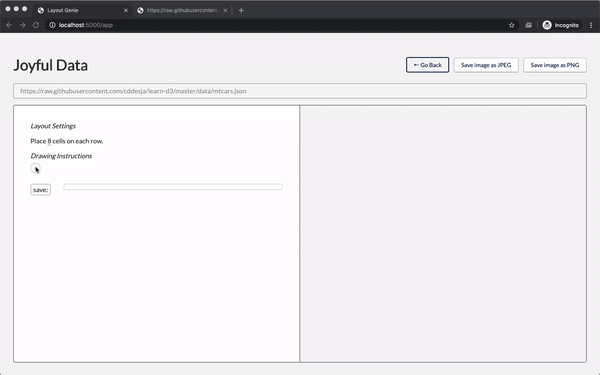 Layout Genie
https://raw.githubusercontent
localhost:5000/app
Incognito
Joyful Data
← Go Back
Save image as JPEG
Save image as PNG
https://raw.githubusercontent.com/cddesja/learn-d3/master/data/mtcars.json
Layout Settings
Place 8 cells on each row.
Drawing Instructions
save: